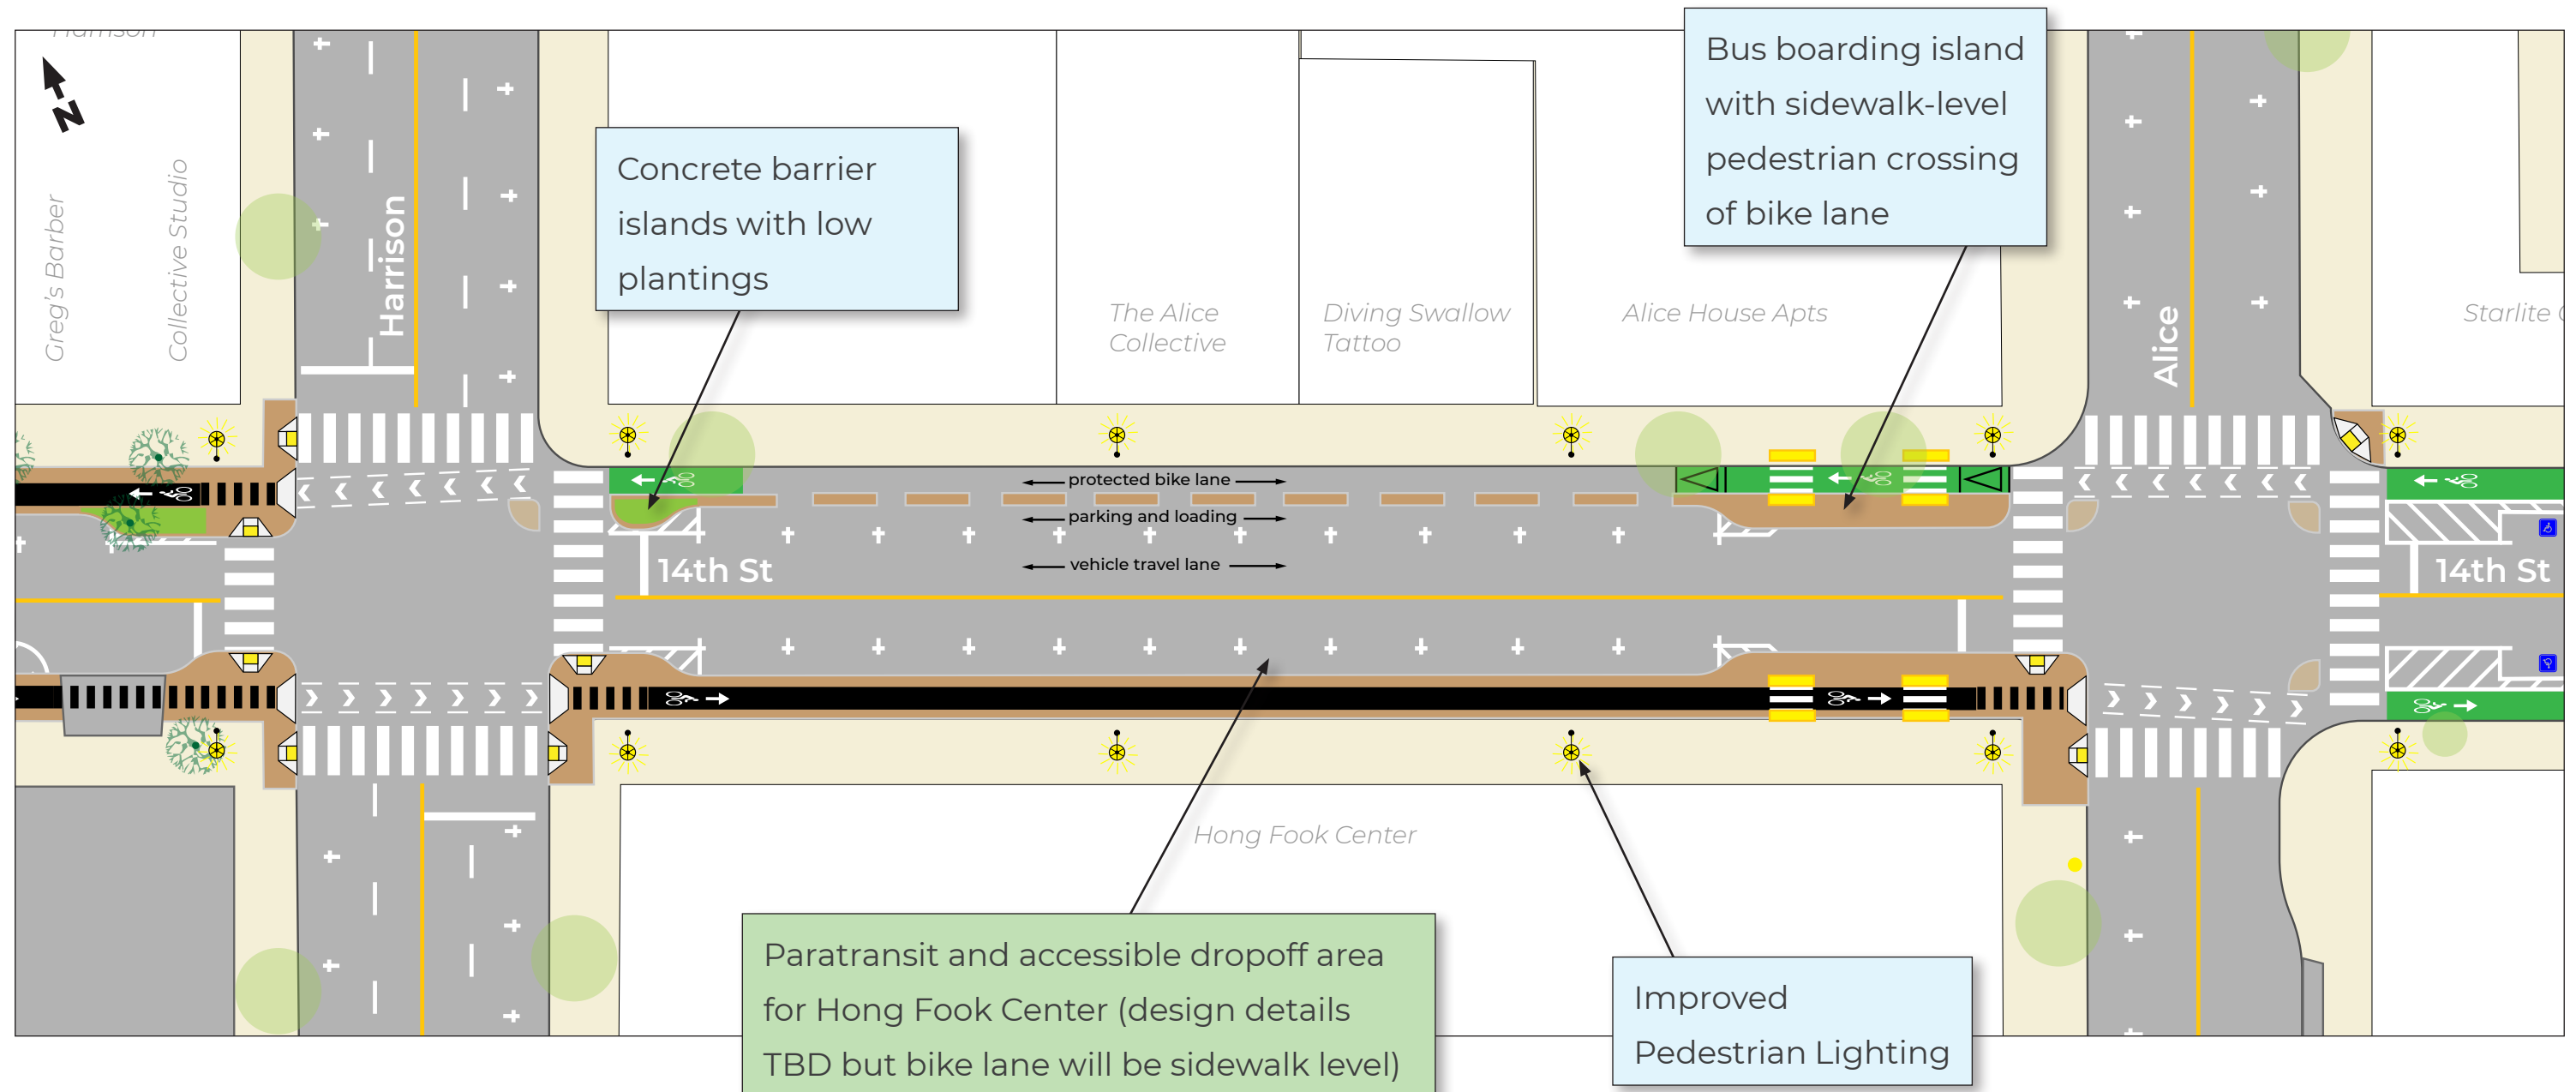 Harrison
N
Greg's Barber
Collective Studio
Harrison
Concrete barrier
islands with low
plantings
The Alice
Collective
Diving Swallow
Tattoo
Alice House Apts
Bus boarding island
with sidewalk-level
pedestrian crossing
of bike lane
Alice
Starlite
protected bike lane
parking and loading
vehicle travel lane
14th St
14th St
Hong Fook Center
Paratransit and accessible dropoff area
for Hong Fook Center (design details
TBD but bike lane will be sidewalk level)
Improved
Pedestrian Lighting